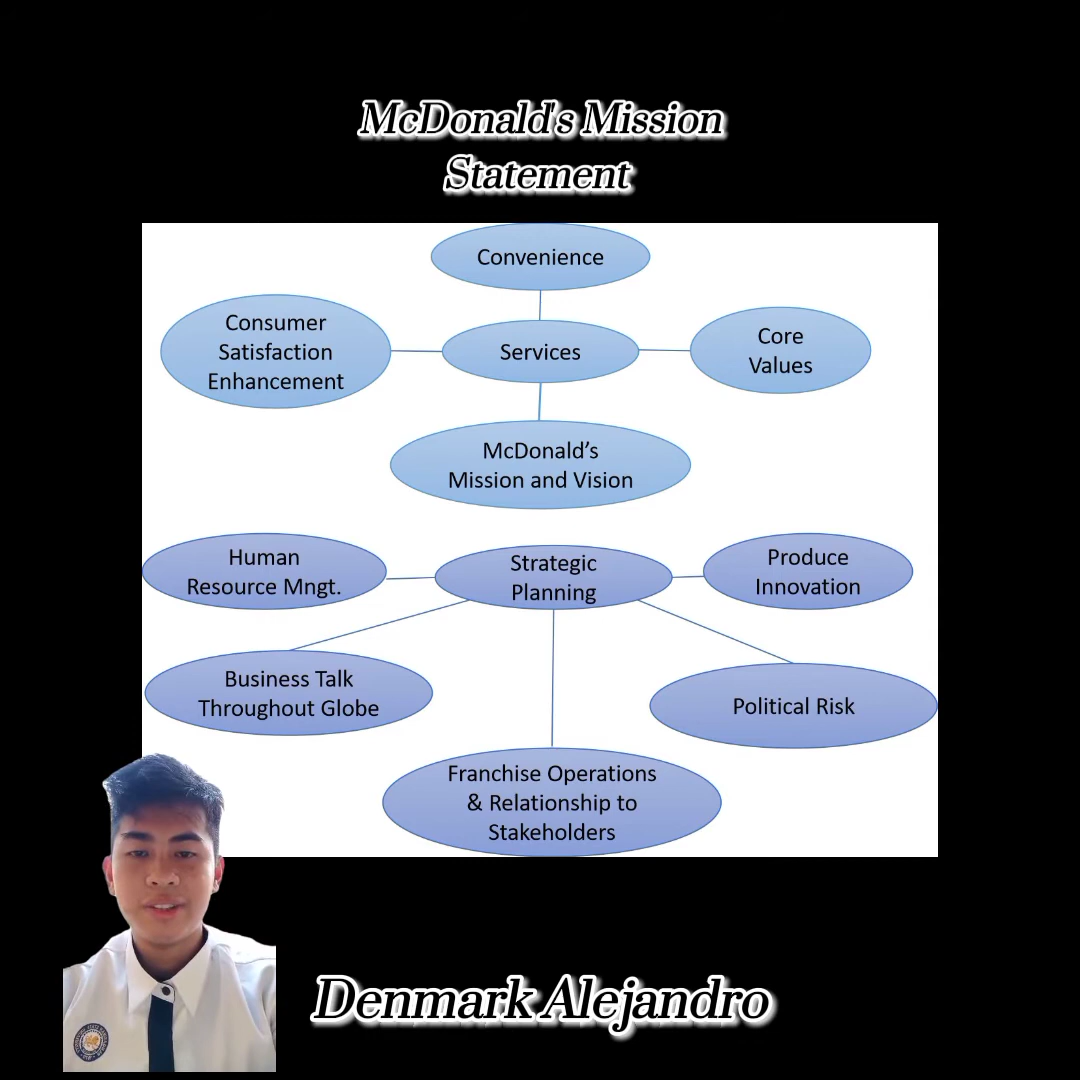 McDonald's Mission
Statement
Convenience
Consumer
Satisfaction
Enhancement
Services
Core
Values
McDonald’s
Mission and Vision
Human
Resource Mngt.
Strategic
Planning
Produce
Innovation
Business Talk
Throughout Globe
Political Risk
Franchise Operations
& Relationship to
Stakeholders
Denmark Alejandro